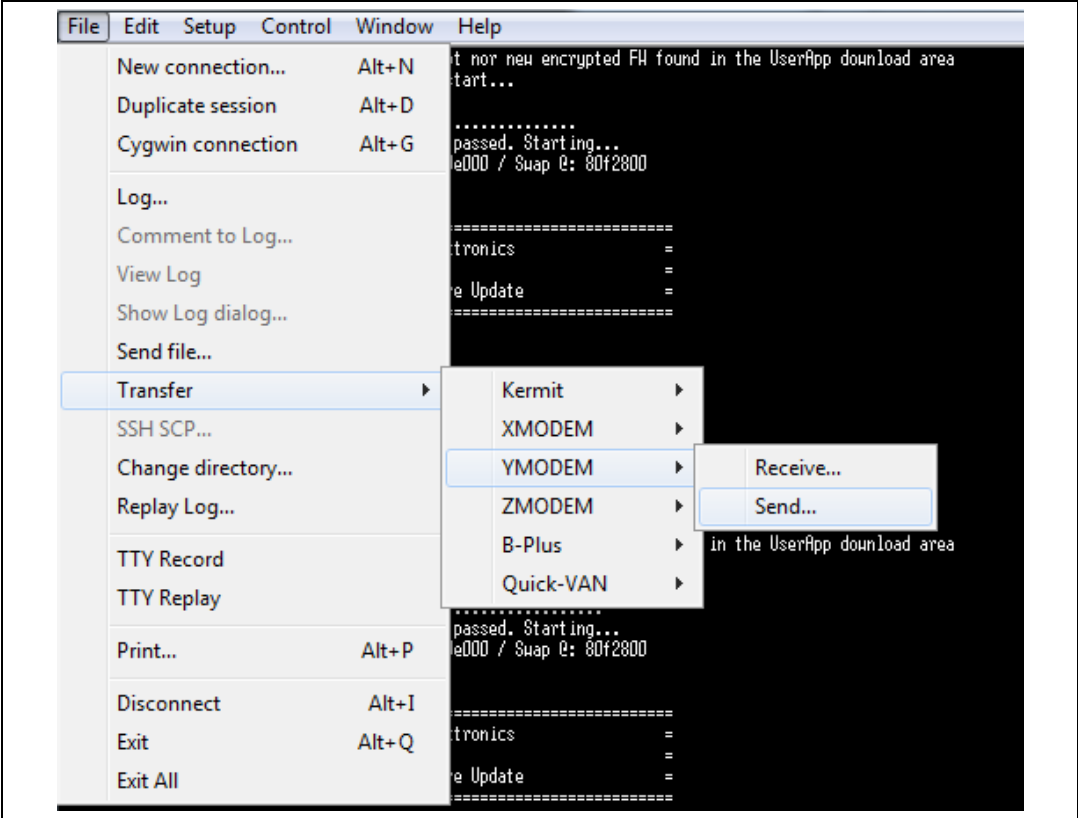 File Edit Setup Control Window Help
New connection... Alt+N
Duplicate session Alt+D
Cygwin connection Alt+G
Log...
Comment to Log...
View Log
Show Log dialog...
Send file...
Transfer
SSH SCP...
Change directory...
Replay Log...
TTY Record
TTY Replay
Print... Alt+P
Disconnect Alt+I
Exit Alt+Q
Exit All
Kermit
XMODEM
YMODEM
ZMODEM
B-Plus
Quick-VAN
Receive...
Send...
nor new encrypted FW found in the UserApp download area
tart...
..............
passed. Starting...
e000 / Swap @: 80f2800
==========================
tronics =
=
e Update =
==========================
in the UserApp download area
.................
passed. Starting...
e000 / Swap @: 80f2800
==========================
tronics =
=
e Update =
==========================